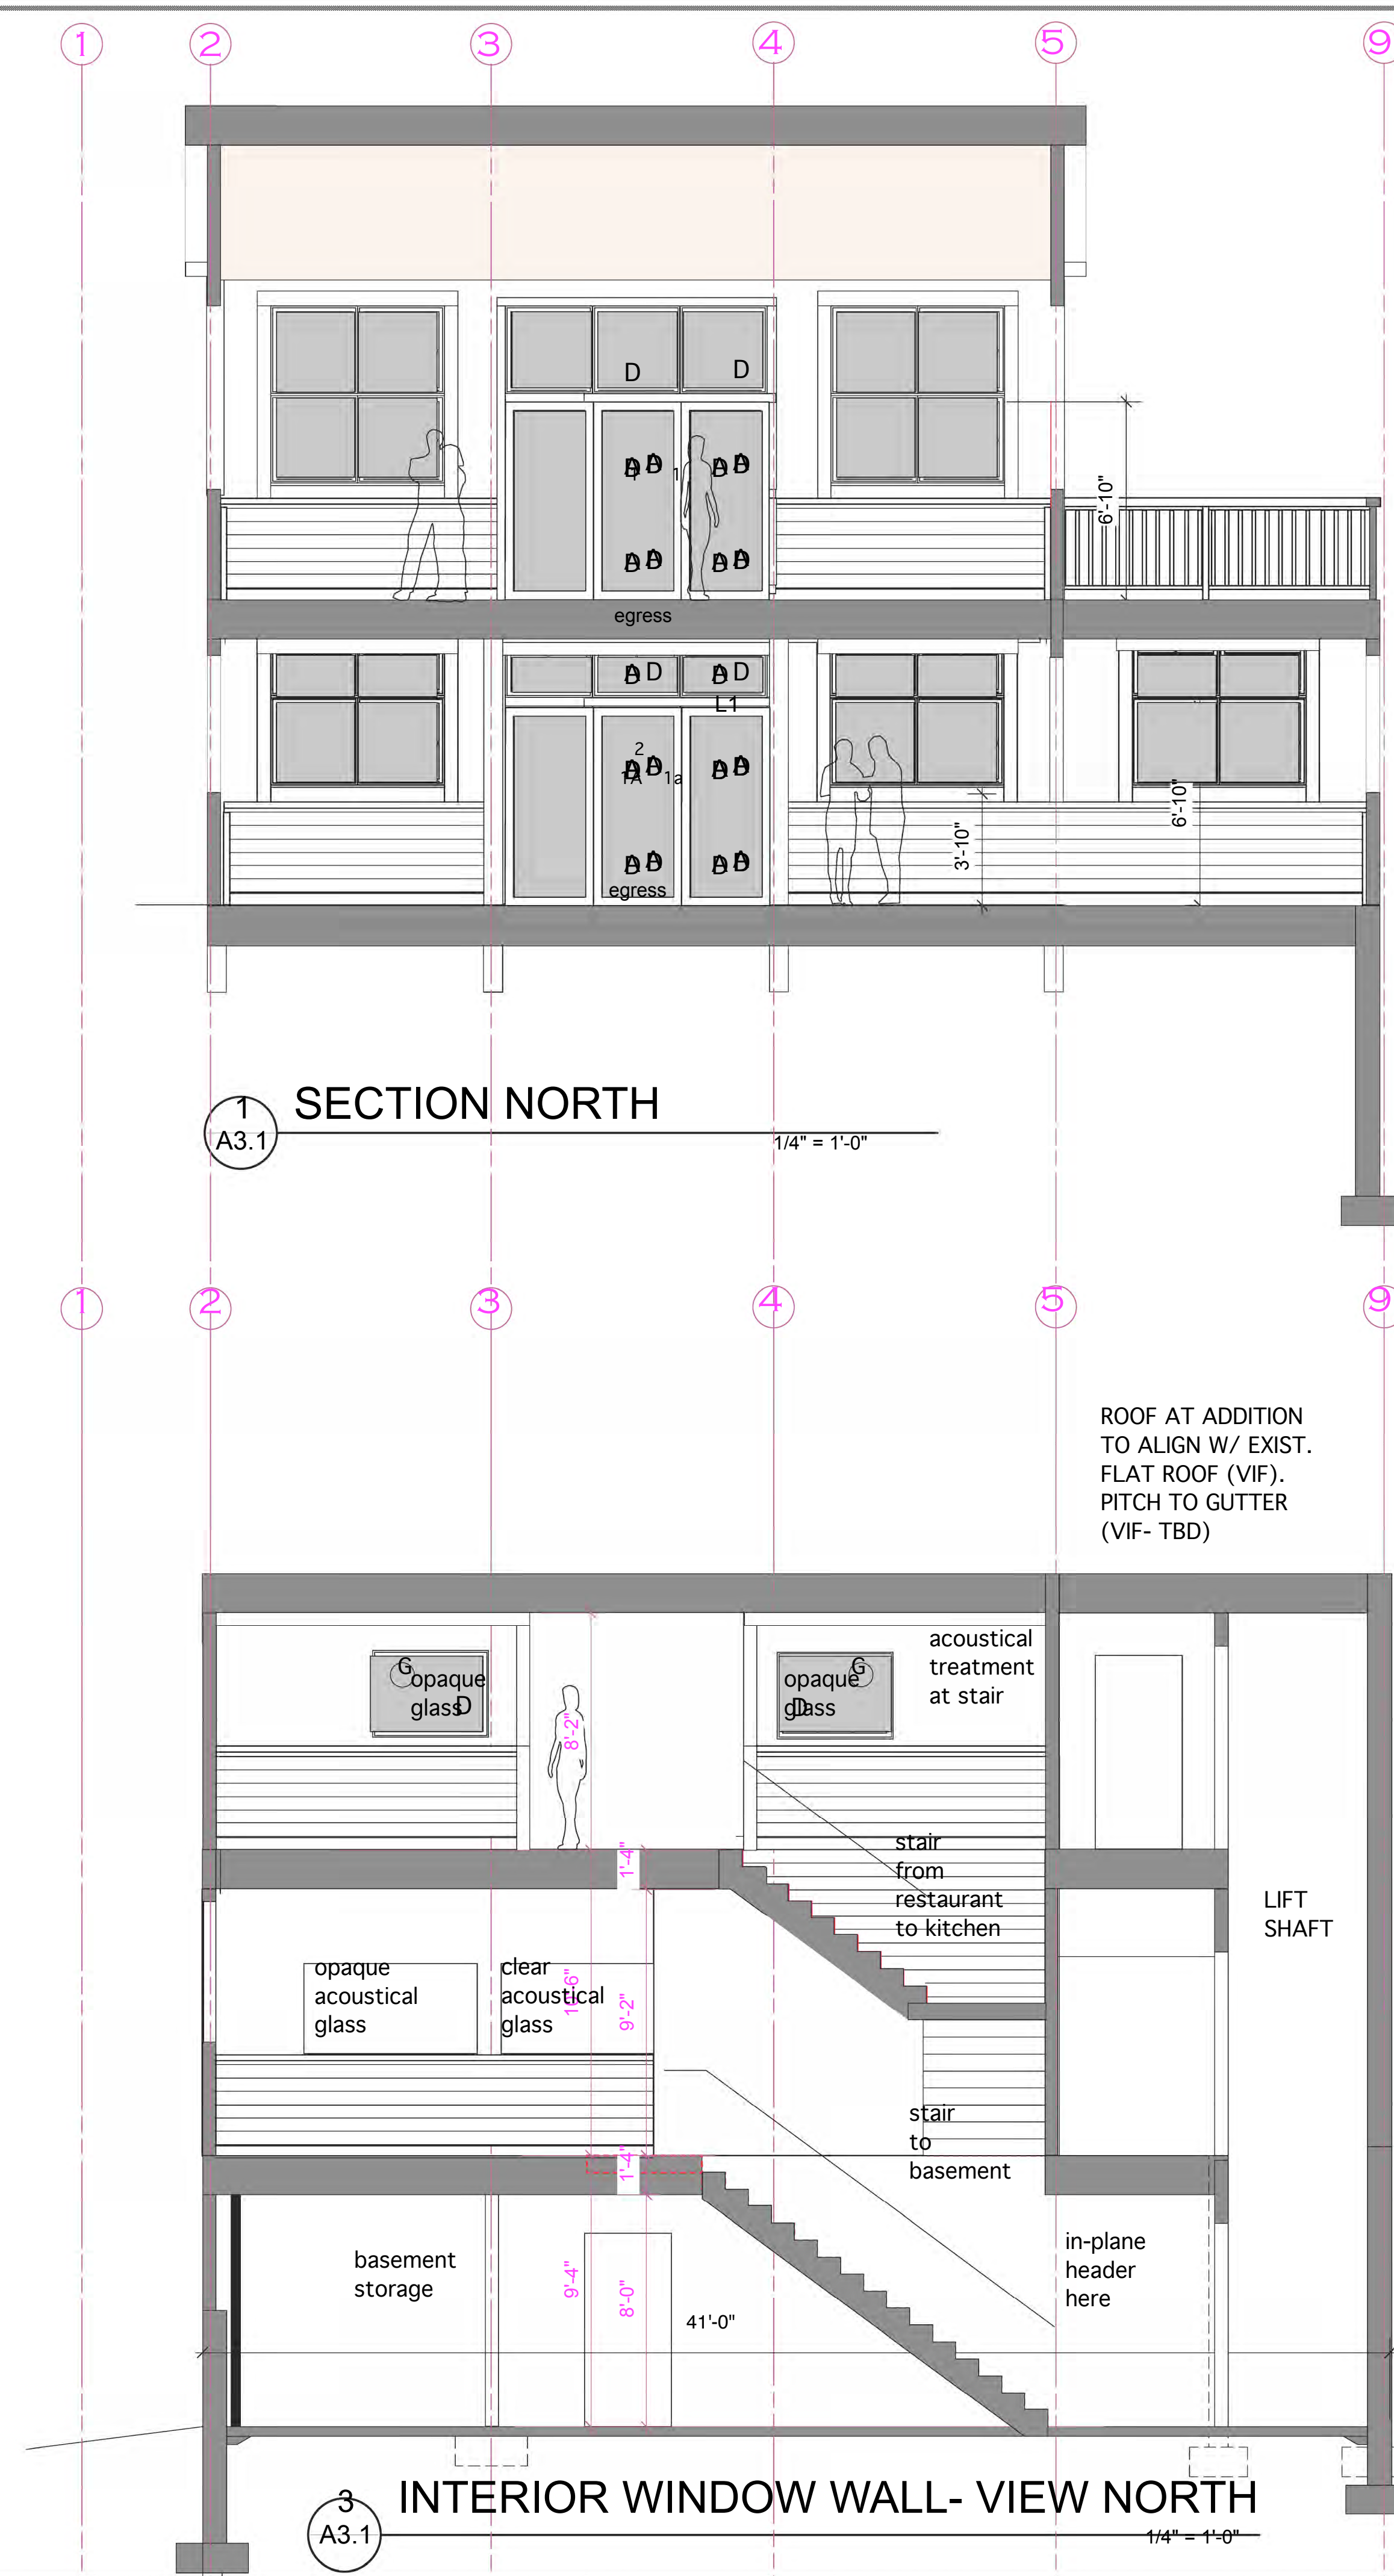 1 2 3 4 5 9
D D
A D D 1 1 A D D
A D D A D D
6'-10"
egress
A D D A D D
L1
2
A D D 1A 1a A D D
A D D A D D
egress
3'-10"
6'-10"
1
A3.1
SECTION NORTH
1/4" = 1'-0"
1 2 3 4 5 9
ROOF AT ADDITION
TO ALIGN W/ EXIST.
FLAT ROOF (VIF).
PITCH TO GUTTER
(VIF- TBD)
G
opaque
glass
D
8'-2"
G
opaque
glass
D
acoustical
treatment
at stair
1'-4"
stair
from
restaurant
to kitchen
LIFT
SHAFT
opaque
acoustical
glass
clear
acoustical
glass
10'-6"
9'-2"
stair
to
basement
1'-4"
basement
storage
9'-4"
8'-0"
41'-0"
in-plane
header
here
3
A3.1
INTERIOR WINDOW WALL- VIEW NORTH
1/4" = 1'-0"